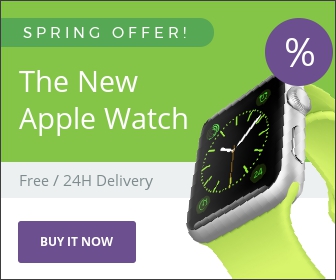 SPRING OFFER!
%
The New
Apple Watch
Free / 24H Delivery
BUY IT NOW